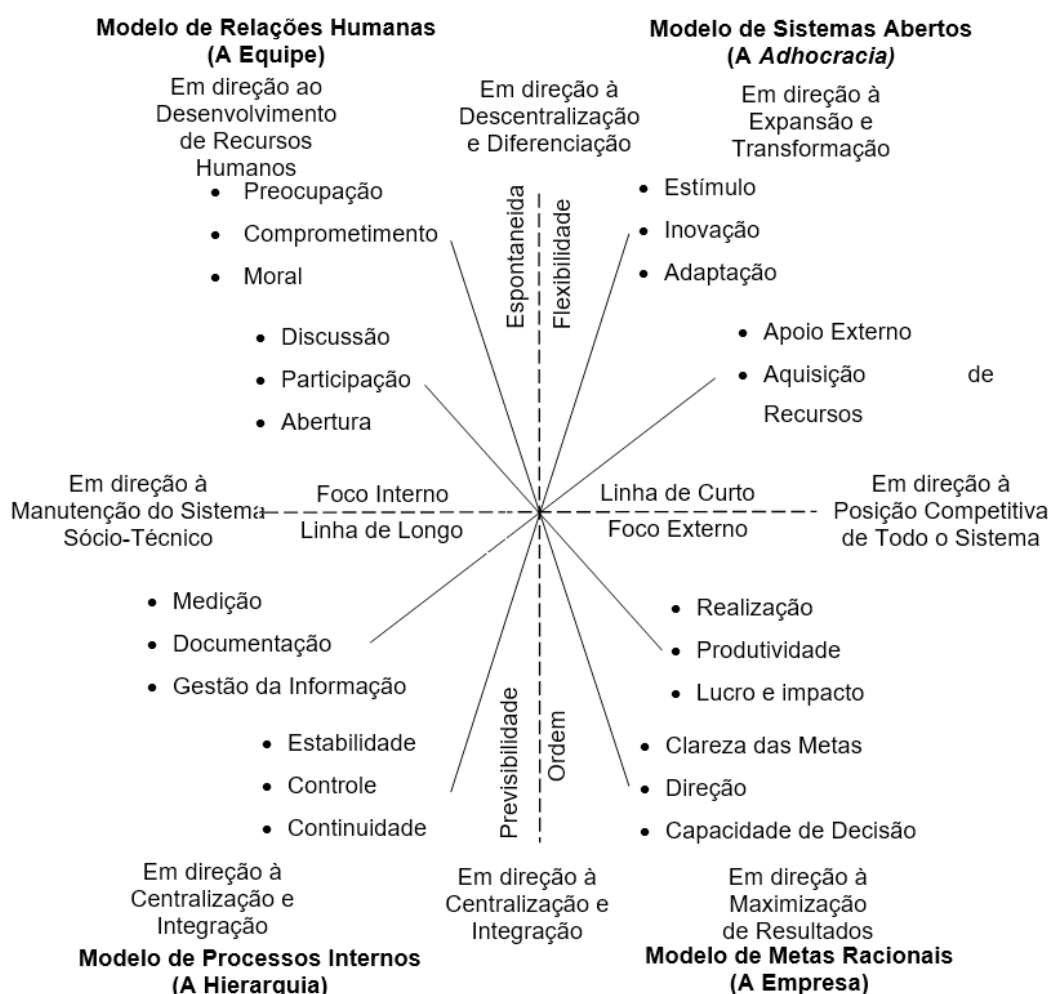 Modelo de Relações Humanas
(A Equipe)
Modelo de Sistemas Abertos
(A Adhocracia)
Em direção ao
Desenvolvimento
de Recursos
Humanos
Em direção à
Descentralização
e Diferenciação
Em direção à
Expansão e
Transformação
• Preocupação
• Comprometimento
• Moral
Espontaneida
Flexibilidade
• Estímulo
• Inovação
• Adaptação
• Discussão
• Participação
• Abertura
• Apoio Externo
• Aquisição de
Recursos
Em direção à
Manutenção do Sistema
Sócio-Técnico
Foco Interno
Linha de Longo
Linha de Curto
Foco Externo
Em direção à
Posição Competitiva
de Todo o Sistema
• Medição
• Documentação
• Gestão da Informação
• Realização
• Produtividade
• Lucro e impacto
• Estabilidade
• Controle
• Continuidade
Previsibilidade
Ordem
• Clareza das Metas
• Direção
• Capacidade de Decisão
Em direção à
Centralização e
Integração
Em direção à
Centralização e
Integração
Em direção à
Maximização
de Resultados
Modelo de Processos Internos
(A Hierarquia)
Modelo de Metas Racionais
(A Empresa)